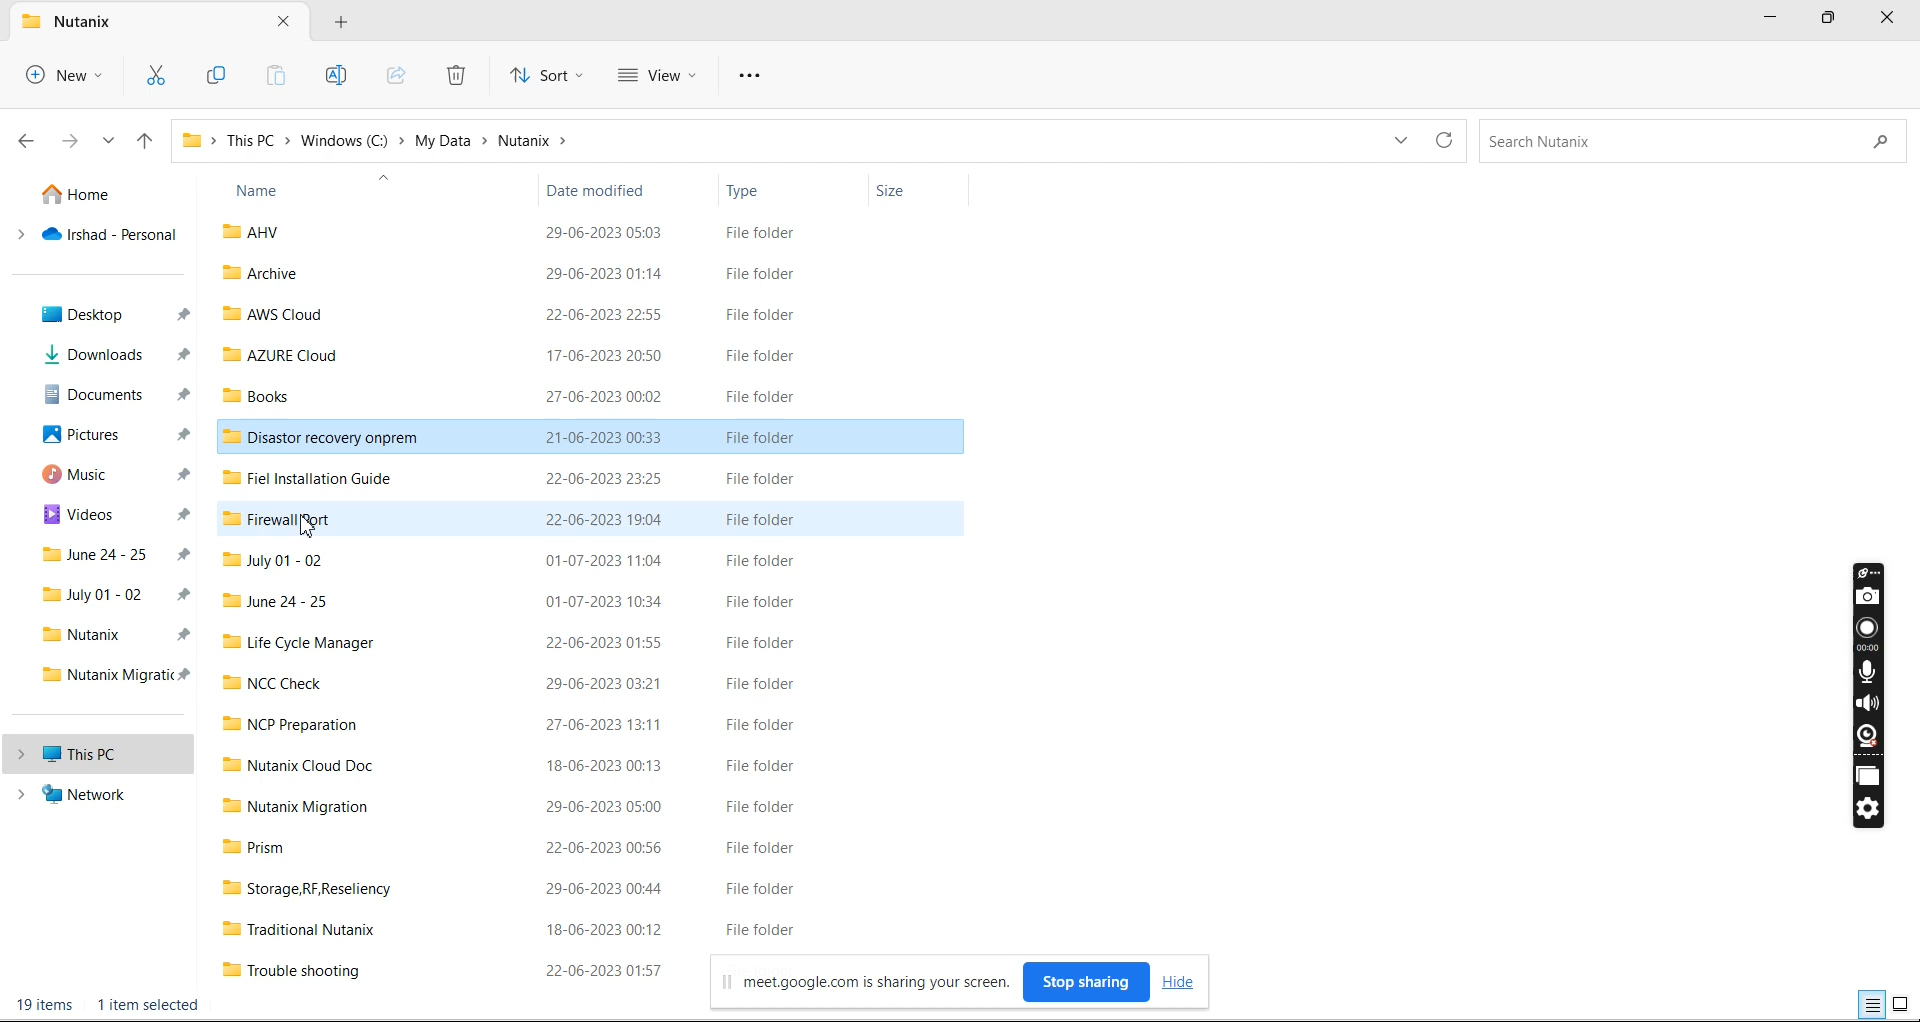 Nutanix
New
Sort
View
This PC > Windows (C:) > My Data > Nutanix >
Search Nutanix
Name Date modified Type Size
Home
Irshad - Personal
Desktop
Downloads
Documents
Pictures
Music
Videos
June 24 - 25
July 01 - 02
Nutanix
Nutanix Migratic
This PC
Network
AHV 29-06-2023 05:03 File folder
Archive 29-06-2023 01:14 File folder
AWS Cloud 22-06-2023 22:55 File folder
AZURE Cloud 17-06-2023 20:50 File folder
Books 27-06-2023 00:02 File folder
Disastor recovery onprem 21-06-2023 00:33 File folder
Fiel Installation Guide 22-06-2023 23:25 File folder
Firewall Port 22-06-2023 19:04 File folder
July 01 - 02 01-07-2023 11:04 File folder
June 24 - 25 01-07-2023 10:34 File folder
Life Cycle Manager 22-06-2023 01:55 File folder
NCC Check 29-06-2023 03:21 File folder
NCP Preparation 27-06-2023 13:11 File folder
Nutanix Cloud Doc 18-06-2023 00:13 File folder
Nutanix Migration 29-06-2023 05:00 File folder
Prism 22-06-2023 00:56 File folder
Storage,RF,Reseliency 29-06-2023 00:44 File folder
Traditional Nutanix 18-06-2023 00:12 File folder
Trouble shooting 22-06-2023 01:57
00:00
meet.google.com is sharing your screen. Stop sharing Hide
19 items 1 item selected